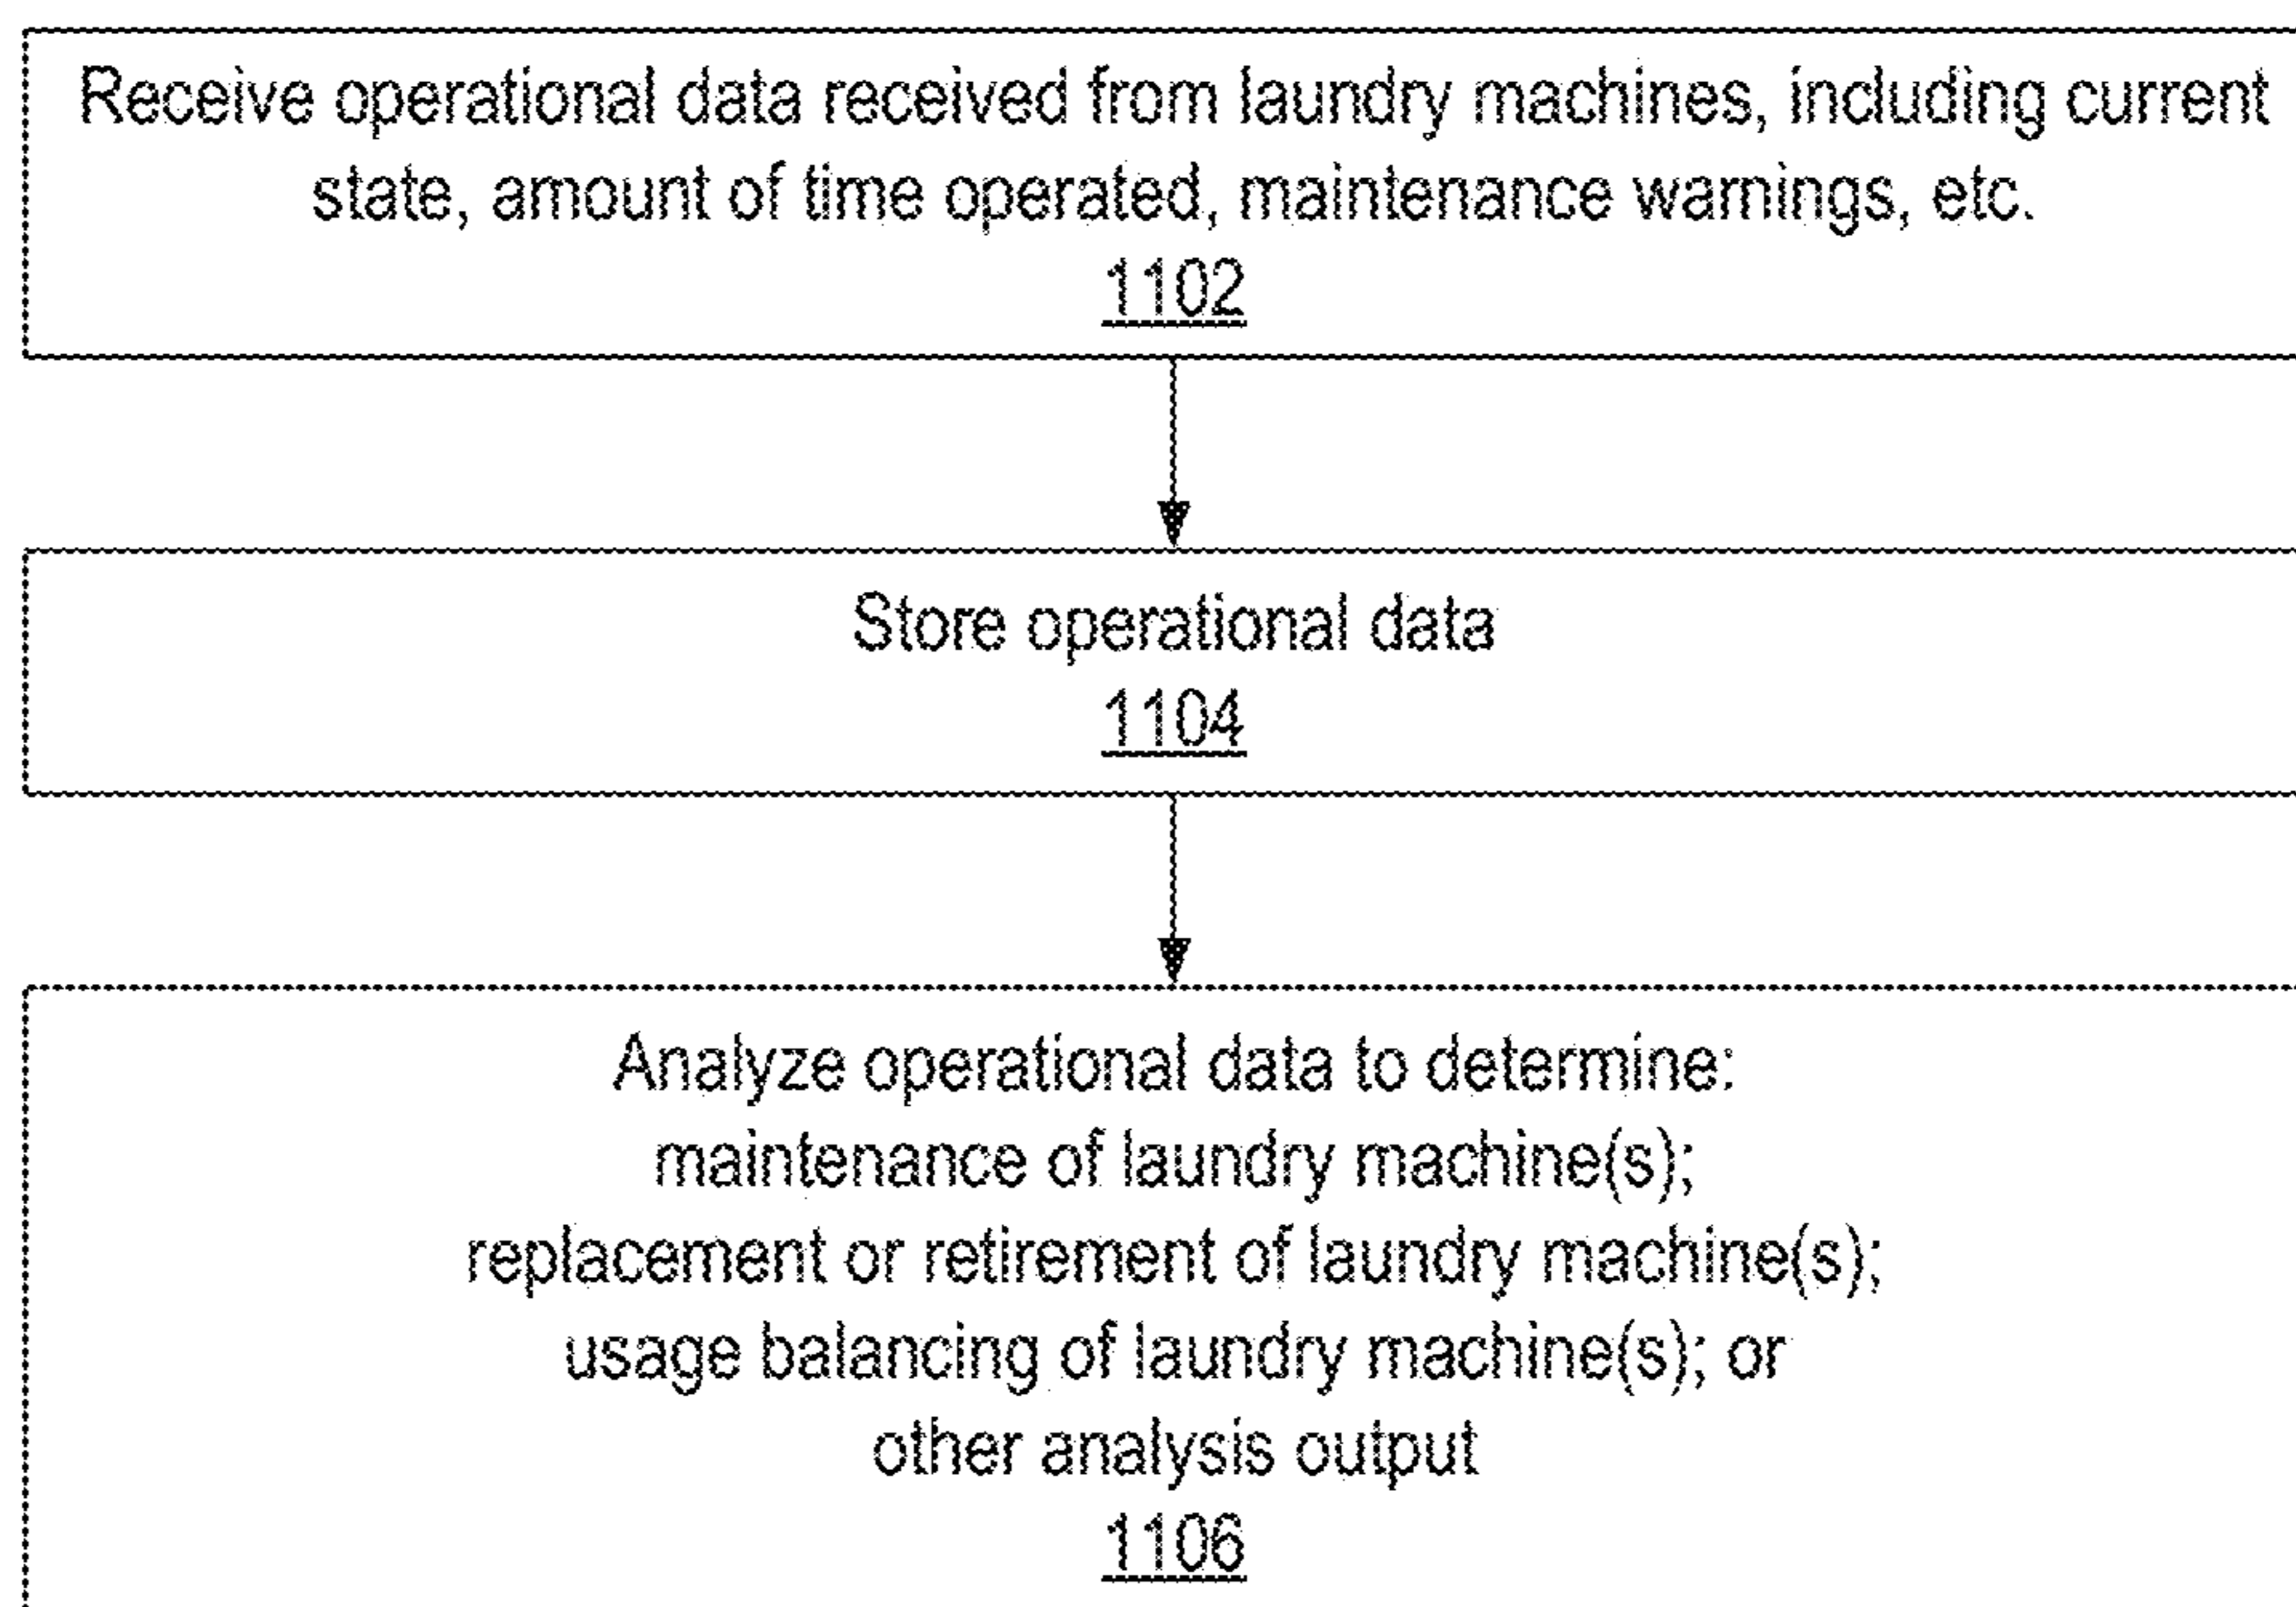 Receive operational data received from laundry machines, including current
state, amount of time operated, maintenance warnings, etc.
1102
Store operational data
1104
Analyze operational data to determine:
maintenance of laundry machine(s);
replacement or retirement of laundry machine(s);
usage balancing of laundry machine(s); or
other analysis output
1106